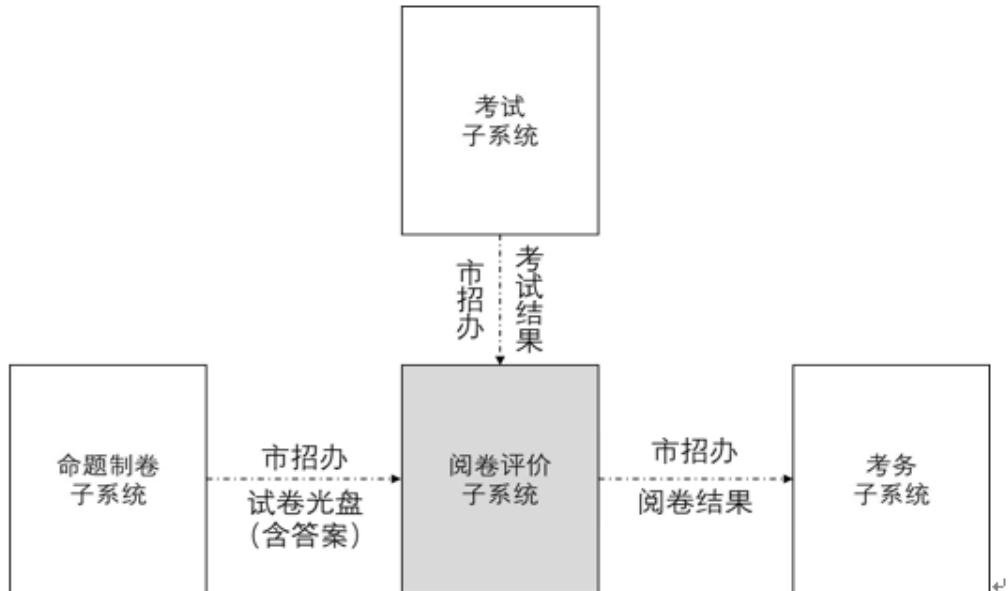 考试
子系统
市招办
考试结果
命题制卷
子系统
市招办
试卷光盘
（含答案）
阅卷评价
子系统
市招办
阅卷结果
考务
子系统